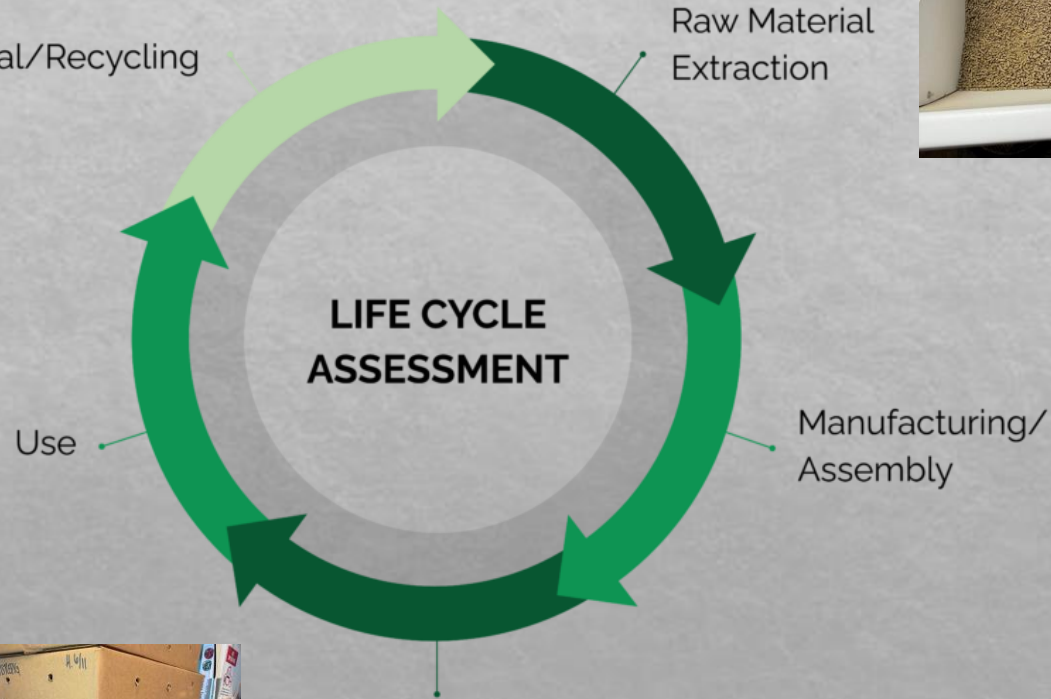 al/Recycling
Raw Material
Extraction
LIFE CYCLE
ASSESSMENT
Use
Manufacturing/
Assembly